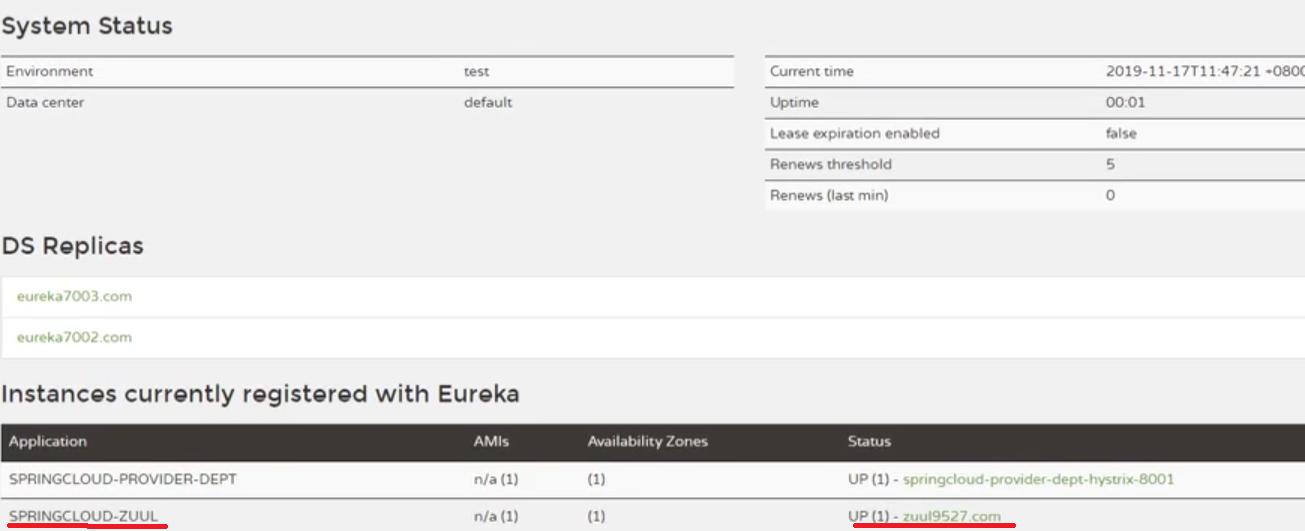 System Status
Environment test
Data center default
Current time 2019-11-17T11:47:21 +0800
Uptime 00:01
Lease expiration enabled false
Renews threshold 5
Renews (last min) 0
DS Replicas
eureka7003.com
eureka7002.com
Instances currently registered with Eureka
Application AMIs Availability Zones Status
SPRINGCLOUD-PROVIDER-DEPT n/a (1) (1) UP (1) - springcloud-provider-dept-hystrix-8001
SPRINGCLOUD-ZUUL n/a (1) (1) UP (1) - zuul9527.com